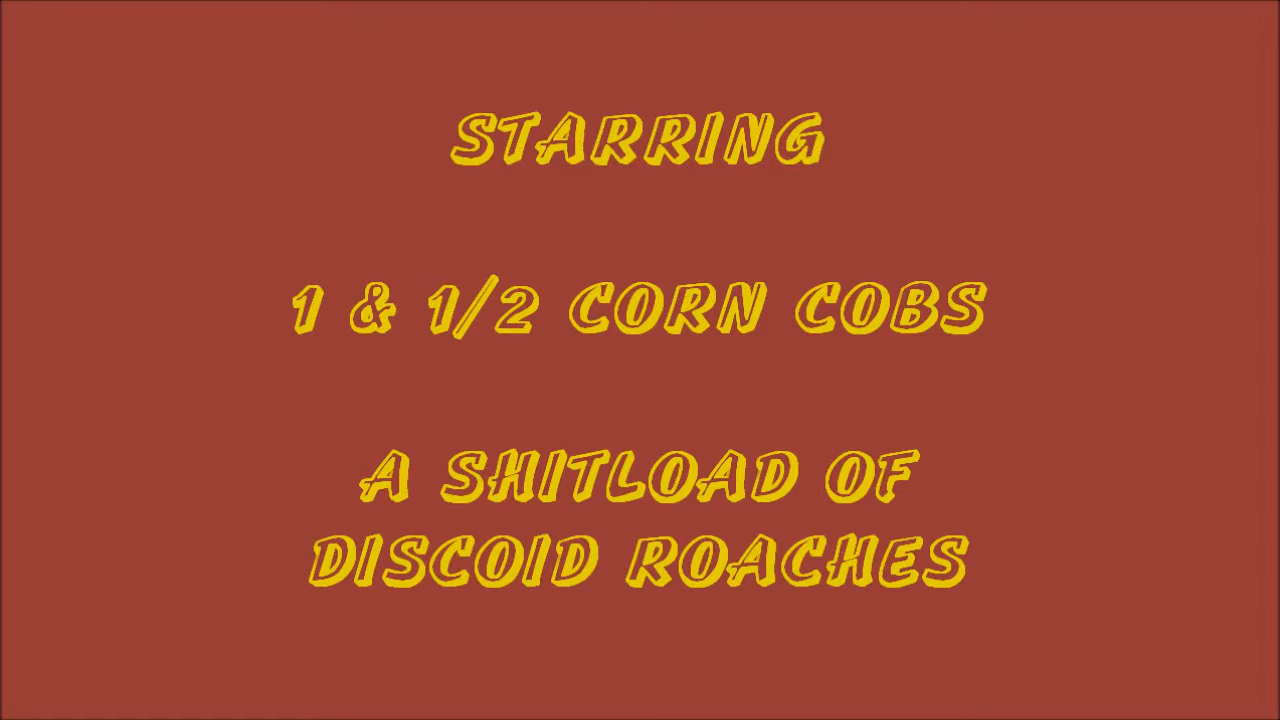 STARRING
1 & 1/2 CORN COBS
A SHITLOAD OF
DISCOID ROACHES